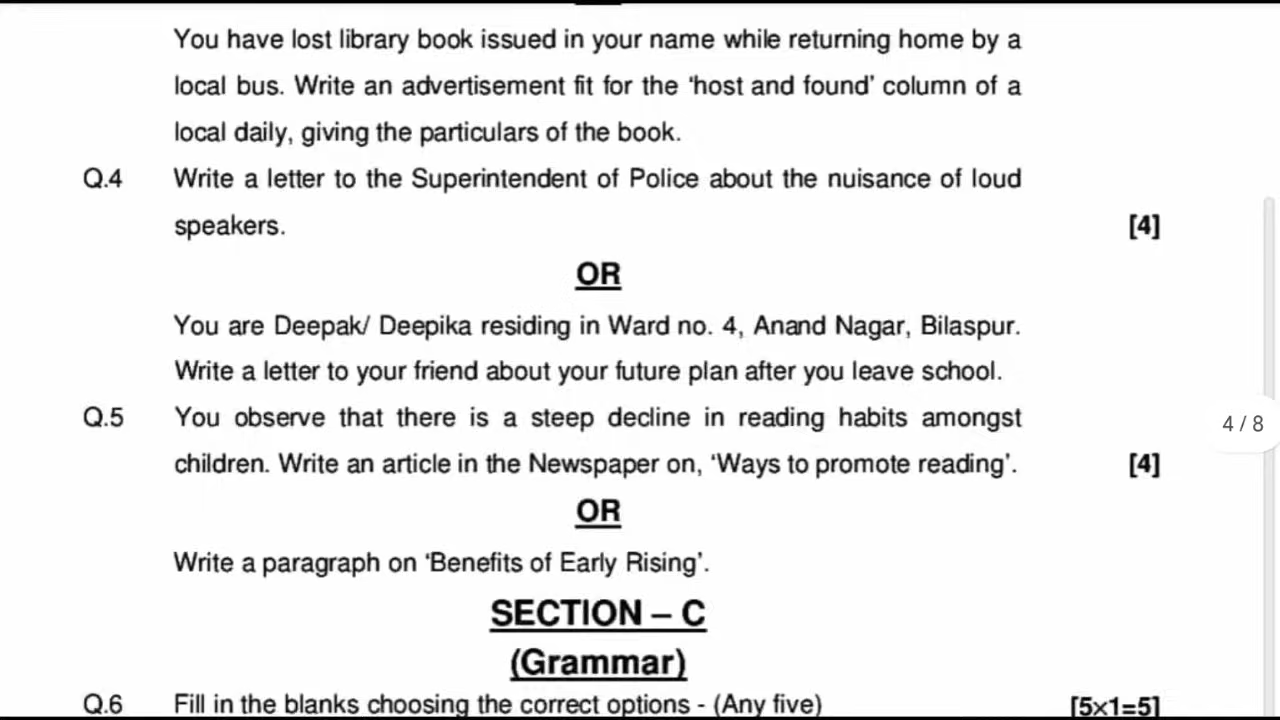 You have lost library book issued in your name while returning home by a
local bus. Write an advertisement fit for the ‘host and found’ column of a
local daily, giving the particulars of the book.
Q.4 Write a letter to the Superintendent of Police about the nuisance of loud
speakers. [4]
OR
You are Deepak/ Deepika residing in Ward no. 4, Anand Nagar, Bilaspur.
Write a letter to your friend about your future plan after you leave school.
Q.5 You observe that there is a steep decline in reading habits amongst
4 / 8
children. Write an article in the Newspaper on, ‘Ways to promote reading’. [4]
OR
Write a paragraph on ‘Benefits of Early Rising’.
SECTION – C
(Grammar)
Q.6 Fill in the blanks choosing the correct options - (Any five) [5×1=5]